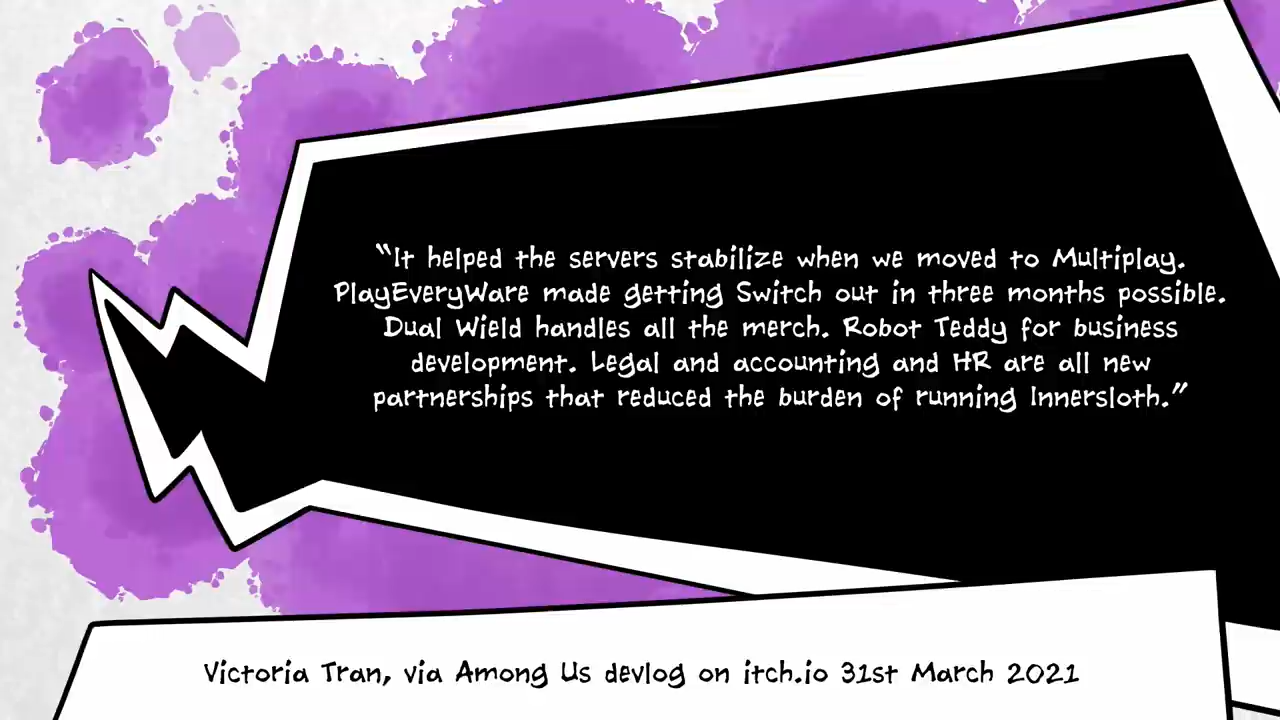 “It helped the servers stabilize when we moved to Multiplay.
PlayEveryWare made getting Switch out in three months possible.
Dual Wield handles all the merch. Robot Teddy for business
development. Legal and accounting and HR are all new
partnerships that reduced the burden of running Innersloth.”
Victoria Tran, via Among Us devlog on itch.io 31st March 2021